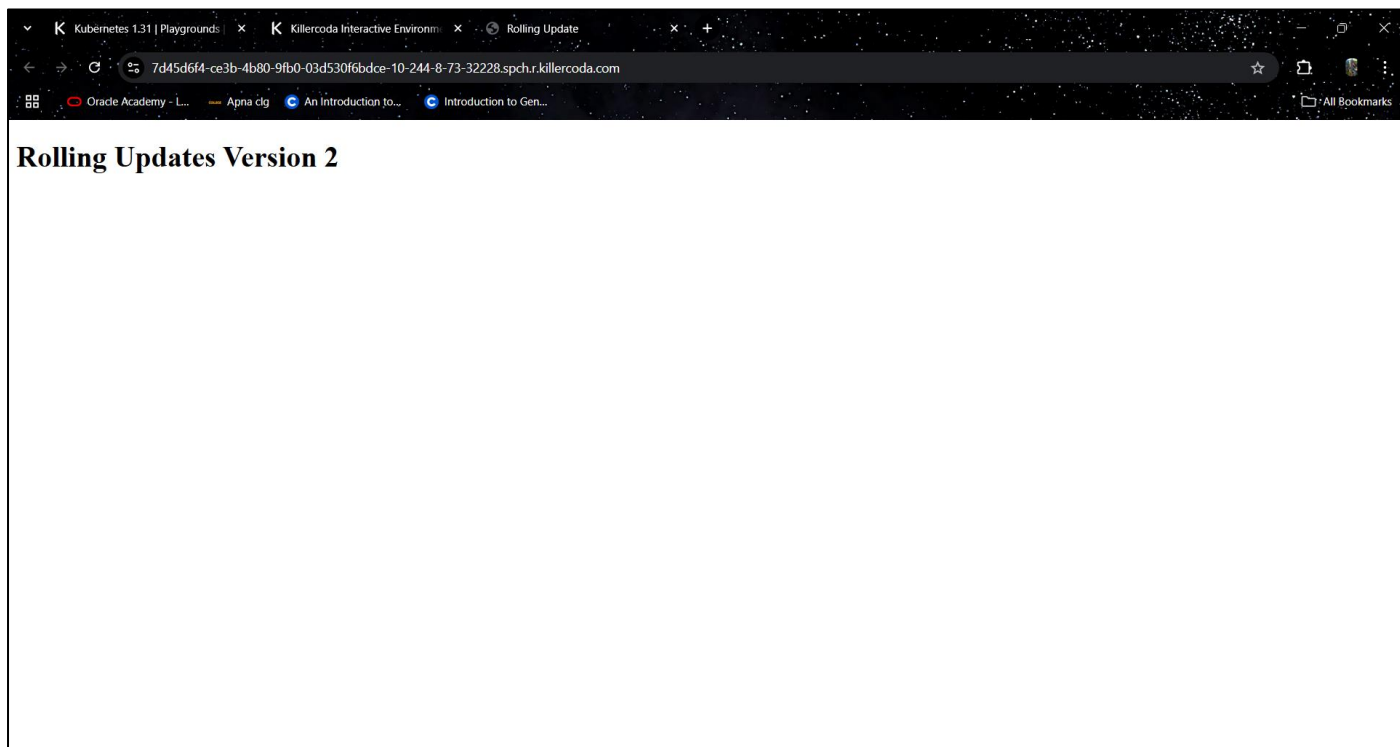 Kubernetes 1.31 | Playgrounds |
Killercoda Interactive Environm
Rolling Update
7d45d6f4-ce3b-4b80-9fb0-03d530f6bdce-10-244-8-73-32228.spch.r.killercoda.com
Oracle Academy - L... Apna clg An Introduction to... Introduction to Gen... All Bookmarks
Rolling Updates Version 2